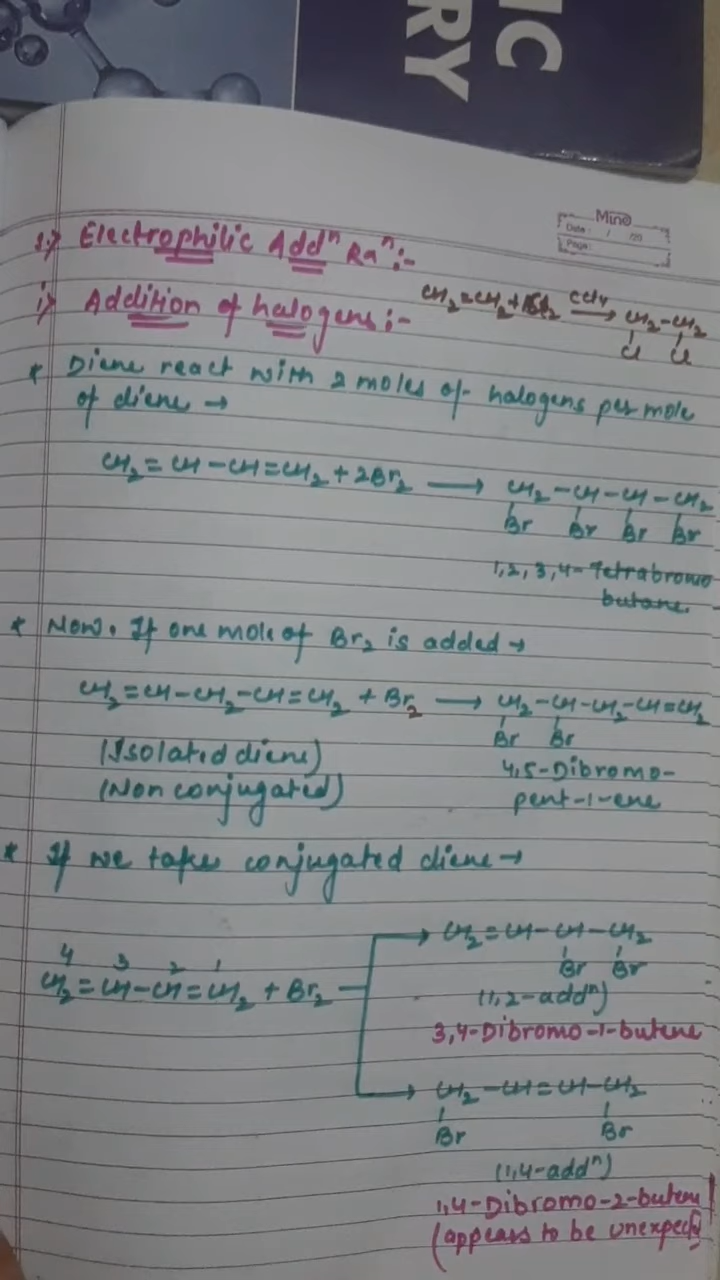 IC
RY
Mino
Date: / /20
Page:
1.) Electrophilic Addⁿ Rxⁿ:-
i) Addition of halogens:-
CH₂=CH₂ + Cl₂ CCl₄ → CH₂-CH₂
Cl Cl
* Diene react with 2 moles of halogens per mole
of diene →
CH₂=CH-CH=CH₂ + 2Br₂ → CH₂-CH-CH-CH₂
Br Br Br Br
1,2,3,4-Tetrabromo
butane.
* Now. If one mole of Br₂ is added →
CH₂=CH-CH₂-CH=CH₂ + Br₂ → CH₂-CH-CH₂-CH=CH₂
Br Br
(Isolated diene)
4,5-Dibromo-
(Non conjugated)
pent-1-ene
* If we take conjugated diene →
CH₂=CH-CH-CH₂
Br Br
4 3 2 1
CH₂=CH-CH=CH₂ + Br₂
(1,2-addⁿ)
3,4-Dibromo-1-butene
CH₂-CH=CH-CH₂
Br Br
(1,4-addⁿ)
1,4-Dibromo-2-butene
(appears to be